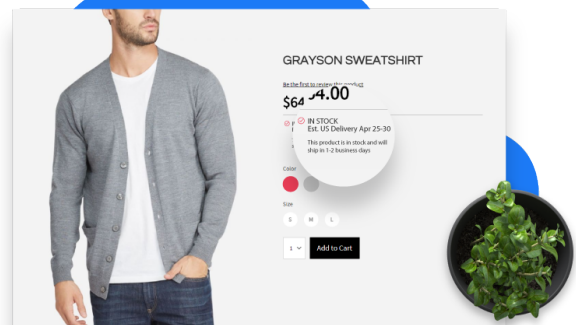 GRAYSON SWEATSHIRT
Be the first to review this product
$64
4.00
IN STOCK
Est. US Delivery Apr 25-30
This product is in stock and will
ship in 1-2 business days
Color
Size
S M L
1 Add to Cart